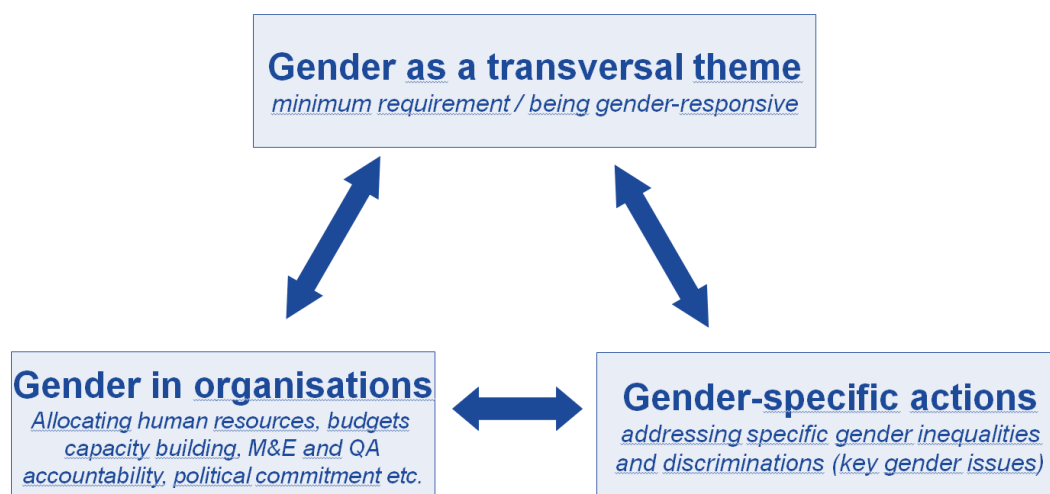 Gender as a transversal theme
minimum requirement / being gender-responsive
Gender in organisations
Allocating human resources, budgets
capacity building, M&E and QA
accountability, political commitment etc.
Gender-specific actions
addressing specific gender inequalities
and discriminations (key gender issues)